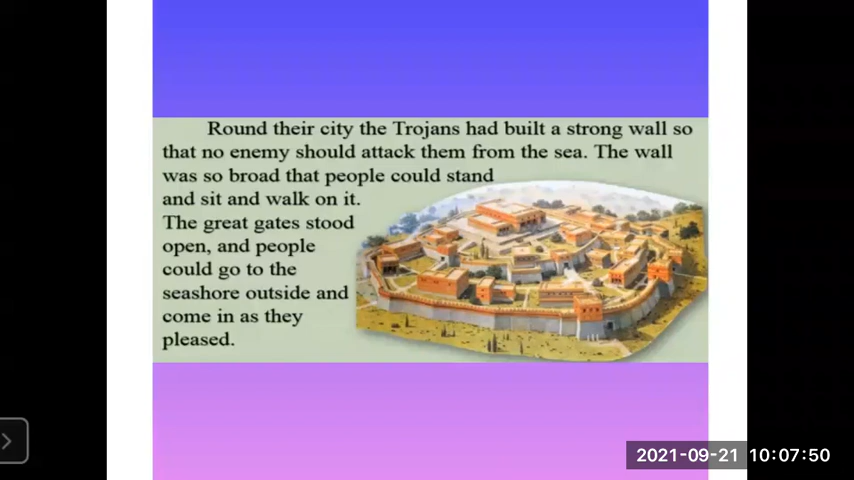 Round their city the Trojans had built a strong wall so
that no enemy should attack them from the sea. The wall
was so broad that people could stand
and sit and walk on it.
The great gates stood
open, and people
could go to the
seashore outside and
come in as they
pleased.
2021-09-21 10:07:50